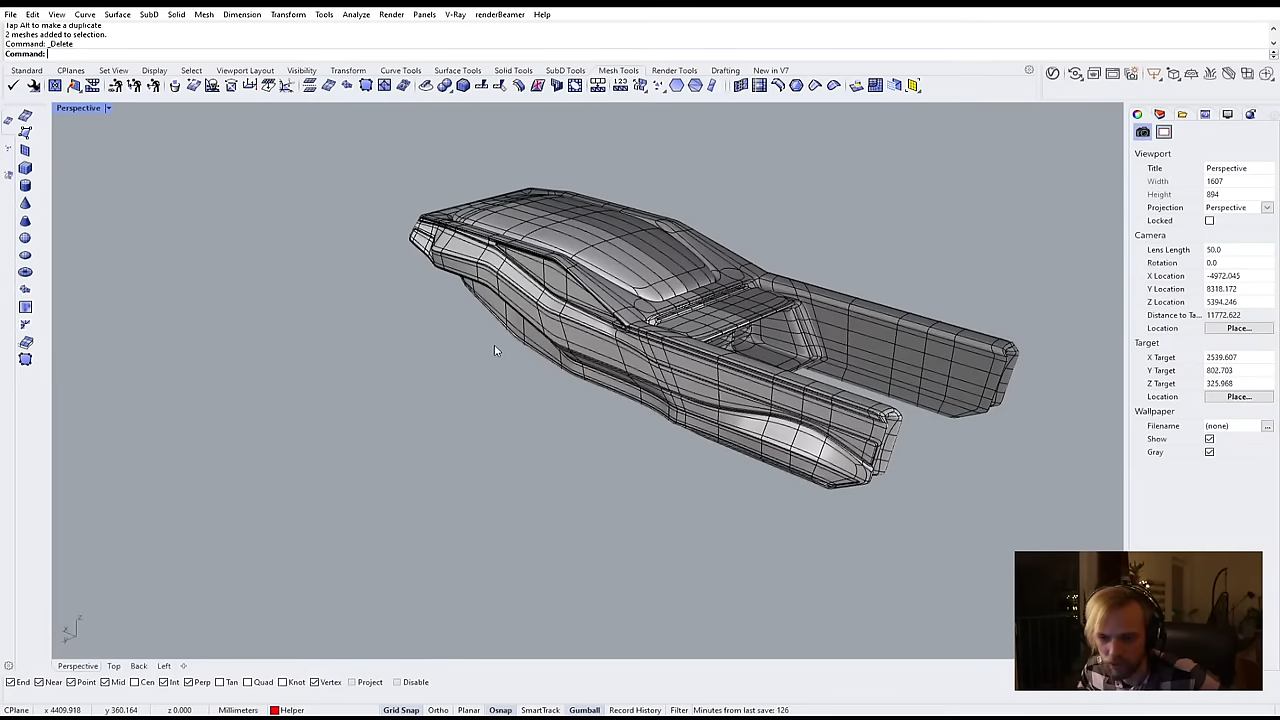 File Edit View Curve Surface SubD Solid Mesh Dimension Transform Tools Analyze Render Panels V-Ray renderBeamer Help
Tap Alt to make a duplicate
2 meshes added to selection.
Command: _Delete
Command:
Standard CPlanes Set View Display Select Viewport Layout Visibility Transform Curve Tools Surface Tools Solid Tools SubD Tools Mesh Tools Render Tools Drafting New in V7
Perspective
Viewport
Title Perspective
Width 1607
Height 894
Projection Perspective
Locked
Camera
Lens Length 50.0
Rotation 0.0
X Location -4972.045
Y Location 8318.172
Z Location 5394.246
Distance to Ta... 11772.622
Location Place...
Target
X Target 2539.607
Y Target 802.703
Z Target 325.968
Location Place...
Wallpaper
Filename (none) ...
Show
Gray
z
x
y
Perspective Top Back Left
End Near Point Mid Cen Int Perp Tan Quad Knot Vertex Project Disable
CPlane x 4409.918 y 360.164 z 0.000 Millimeters Helper Grid Snap Ortho Planar Osnap SmartTrack Gumball Record History Filter Minutes from last save: 126